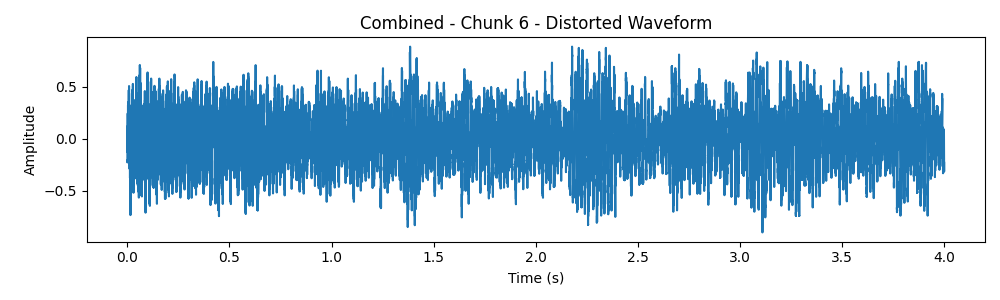 Combined - Chunk 6 - Distorted Waveform
Amplitude
0.5
0.0
−0.5
0.0 0.5 1.0 1.5 2.0 2.5 3.0 3.5 4.0
Time (s)